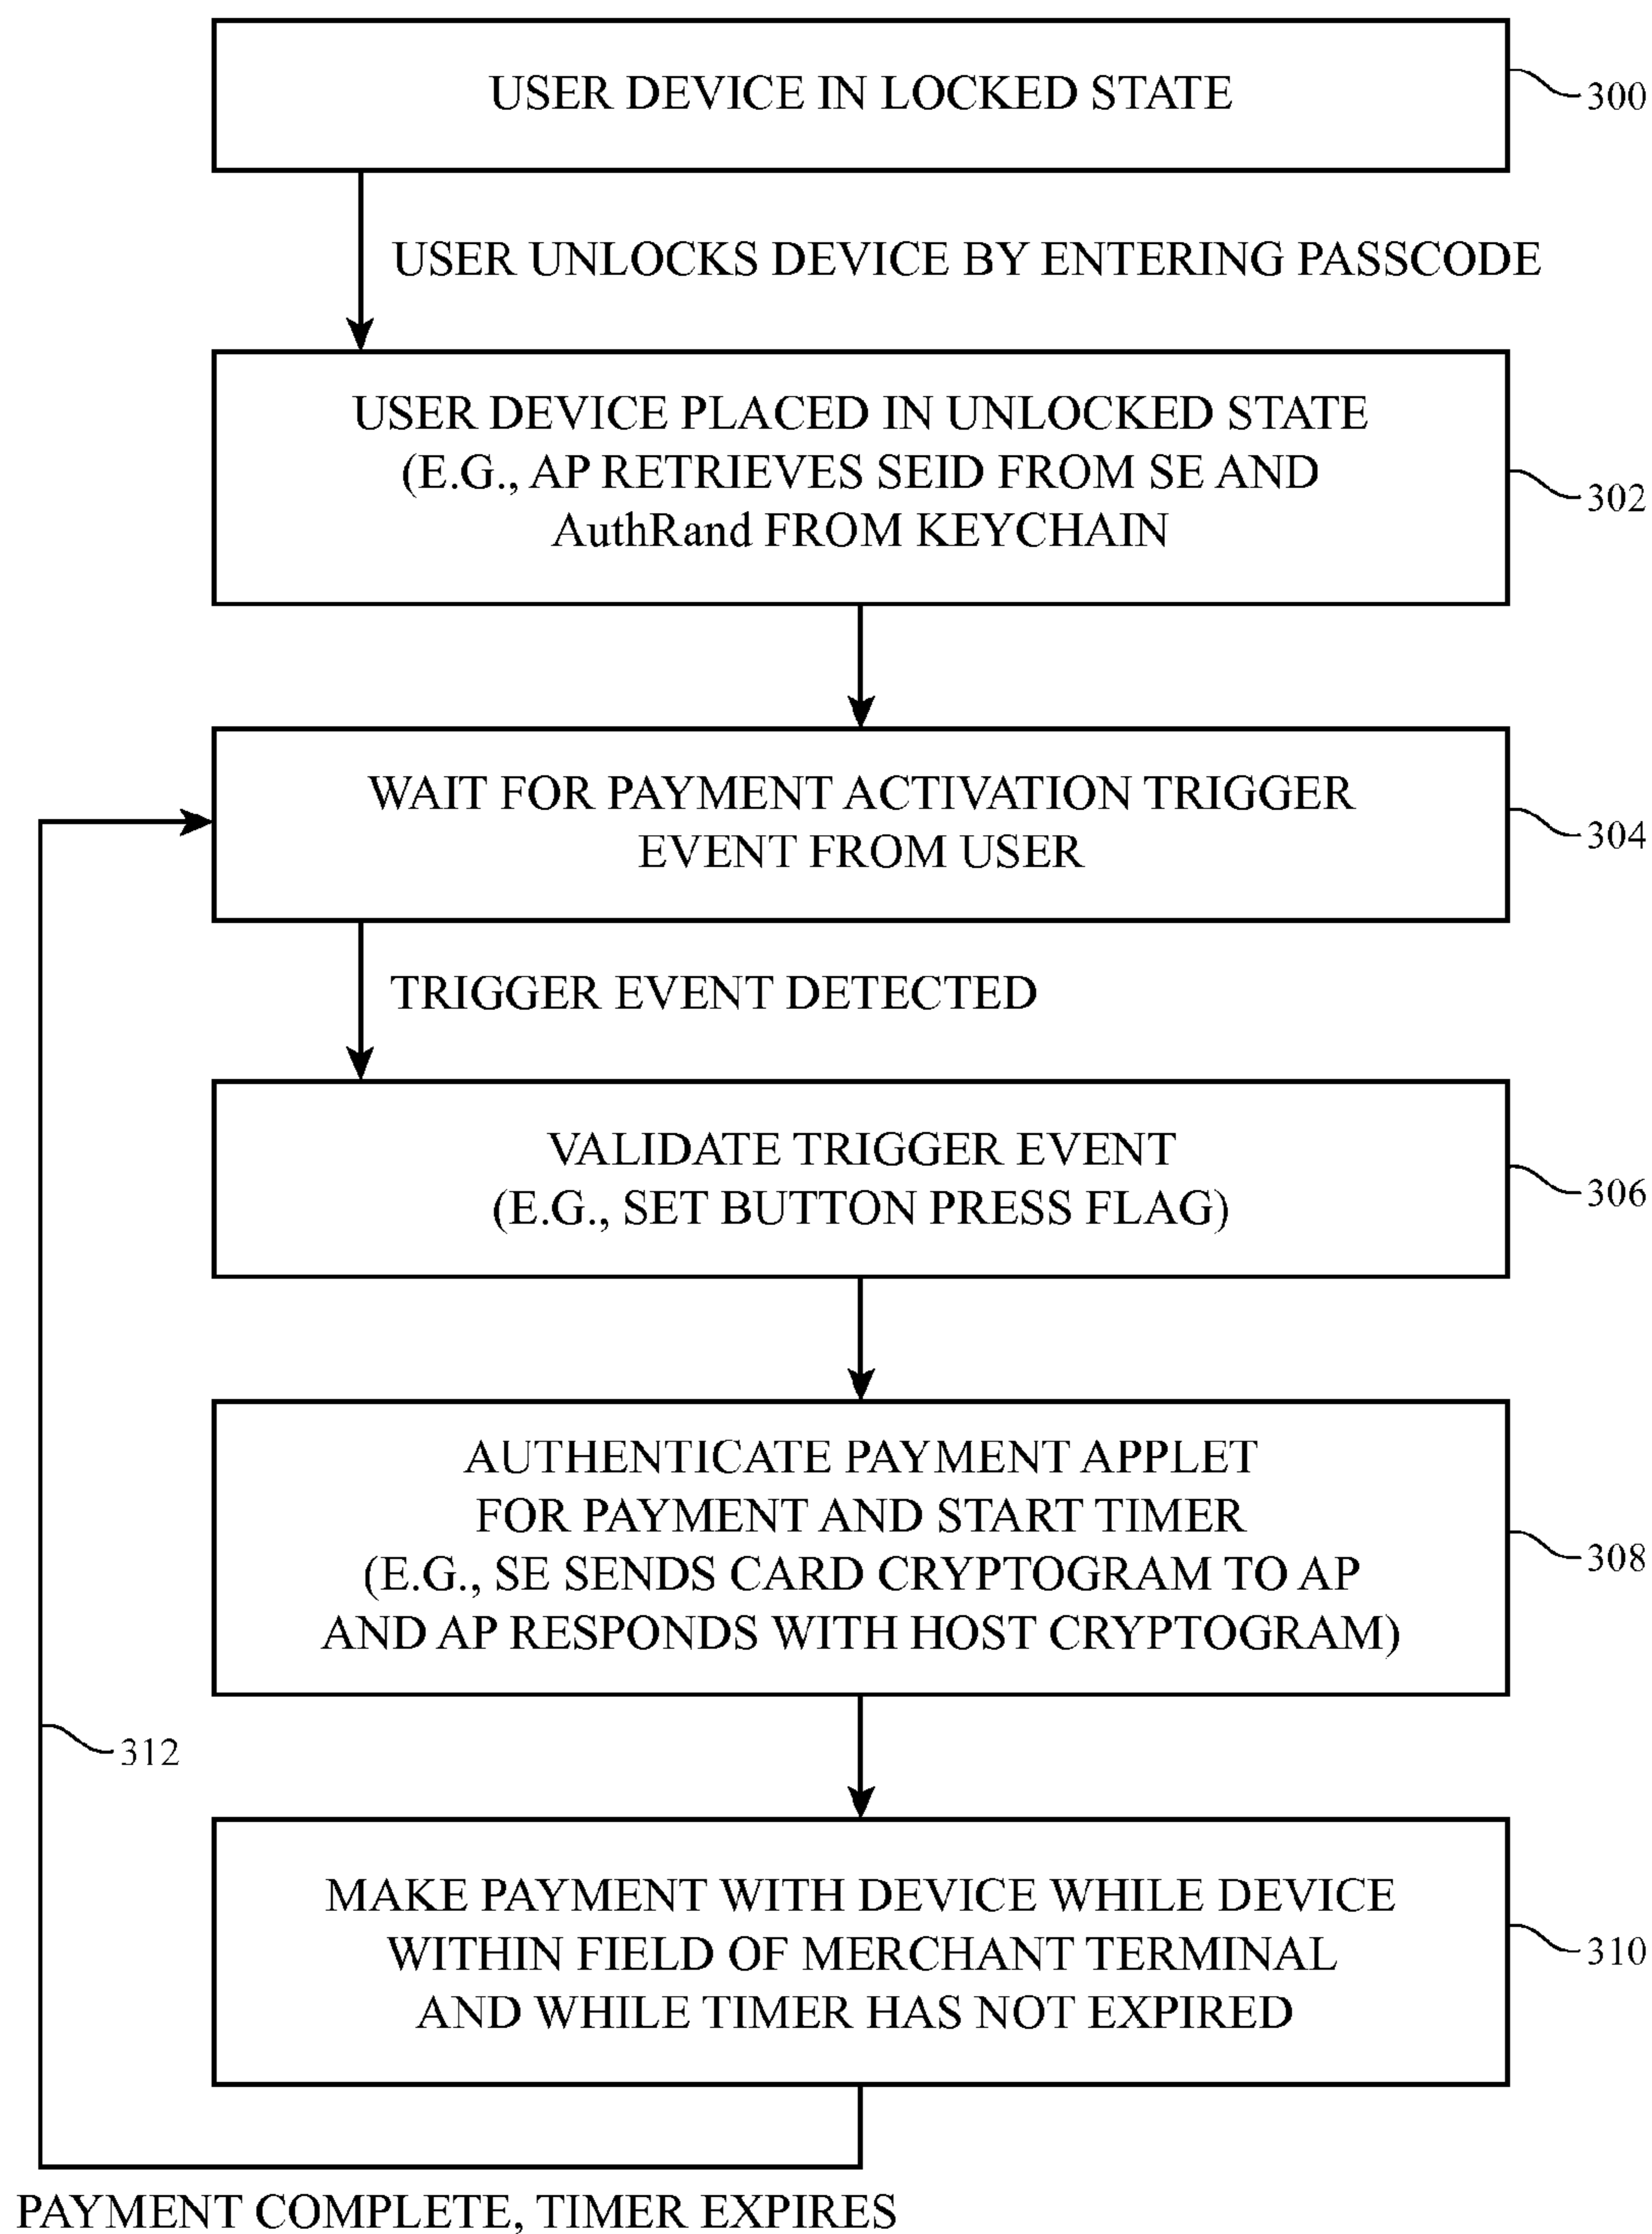 USER DEVICE IN LOCKED STATE
300
USER UNLOCKS DEVICE BY ENTERING PASSCODE
USER DEVICE PLACED IN UNLOCKED STATE
(E.G., AP RETRIEVES SEID FROM SE AND
AuthRand FROM KEYCHAIN
302
WAIT FOR PAYMENT ACTIVATION TRIGGER
EVENT FROM USER
304
TRIGGER EVENT DETECTED
VALIDATE TRIGGER EVENT
(E.G., SET BUTTON PRESS FLAG)
306
AUTHENTICATE PAYMENT APPLET
FOR PAYMENT AND START TIMER
(E.G., SE SENDS CARD CRYPTOGRAM TO AP
AND AP RESPONDS WITH HOST CRYPTOGRAM)
308
312
MAKE PAYMENT WITH DEVICE WHILE DEVICE
WITHIN FIELD OF MERCHANT TERMINAL
AND WHILE TIMER HAS NOT EXPIRED
310
PAYMENT COMPLETE, TIMER EXPIRES